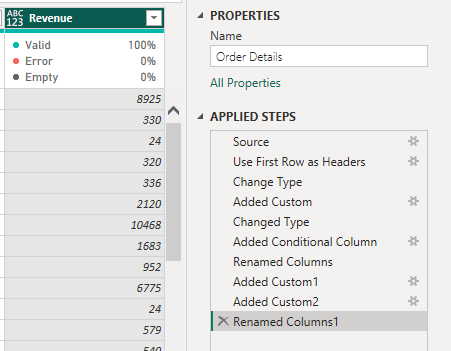 ABC
123
Revenue
Valid 100%
Error 0%
Empty 0%
8925
330
24
320
336
2120
10468
1683
952
6775
24
579
540
PROPERTIES
Name
Order Details
All Properties
APPLIED STEPS
Source
Use First Row as Headers
Change Type
Added Custom
Changed Type
Added Conditional Column
Renamed Columns
Added Custom1
Added Custom2
Renamed Columns1